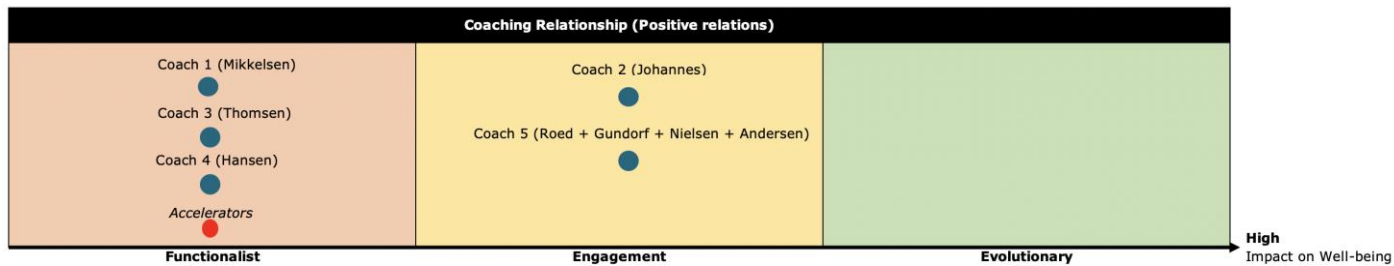 Coaching Relationship (Positive relations)
Coach 1 (Mikkelsen)
Coach 3 (Thomsen)
Coach 4 (Hansen)
Accelerators
Coach 2 (Johannes)
Coach 5 (Roed + Gundorf + Nielsen + Andersen)
Functionalist
Engagement
Evolutionary
High
Impact on Well-being